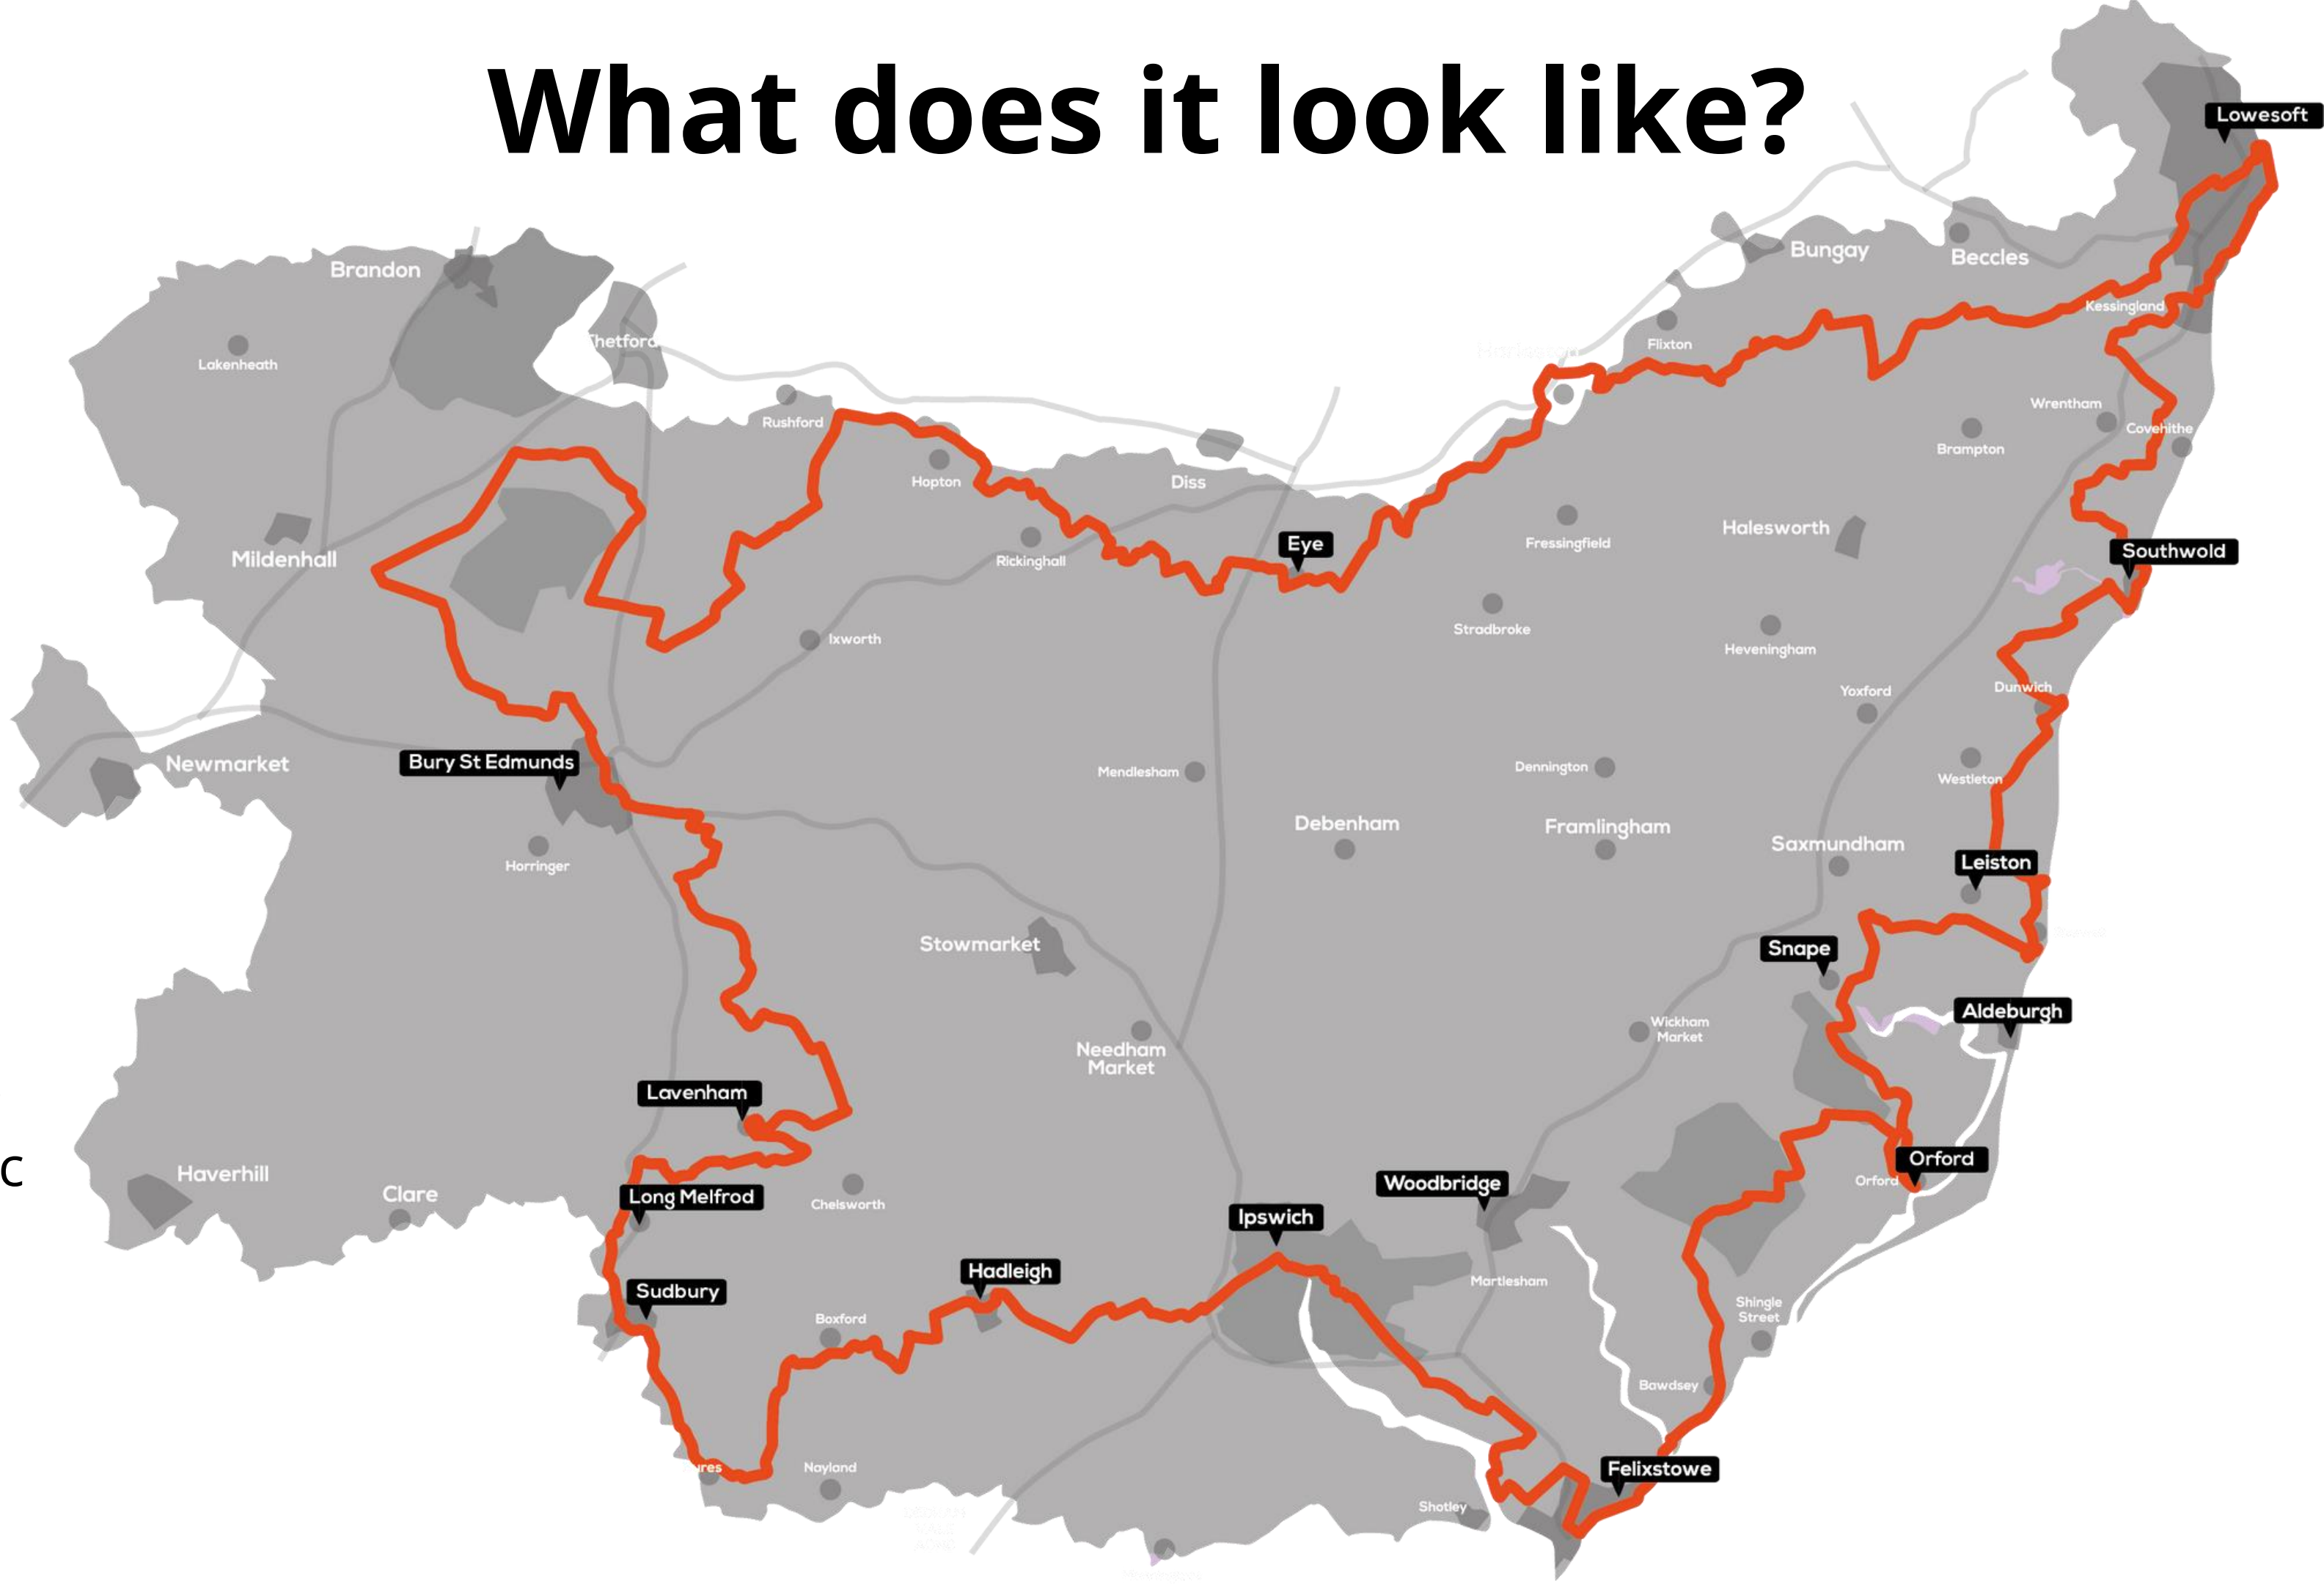 What does it look like?
Lowesoft
Bungay
Beccles
Brandon
Kessingland
Thetford
Flixton
Lakenheath
Rushford
Wrentham
Covehithe
Brampton
Hopton
Diss
Halesworth
Eye
Fressingfield
Southwold
Mildenhall
Rickinghall
Stradbroke
Ixworth
Heveningham
Dunwich
Yoxford
Newmarket
Bury St Edmunds
Mendlesham
Dennington
Westleton
Debenham
Framlingham
Saxmundham
Leiston
Horringer
Stowmarket
Snape
Aldeburgh
Wickham
Market
Needham
Market
Lavenham
c
Haverhill
Clare
Long Melfrod
Chelsworth
Woodbridge
Orford
Orford
Ipswich
Hadleigh
Martlesham
Sudbury
Shingle
Street
Boxford
Bawdsey
ures
Nayland
Felixstowe
Shotley